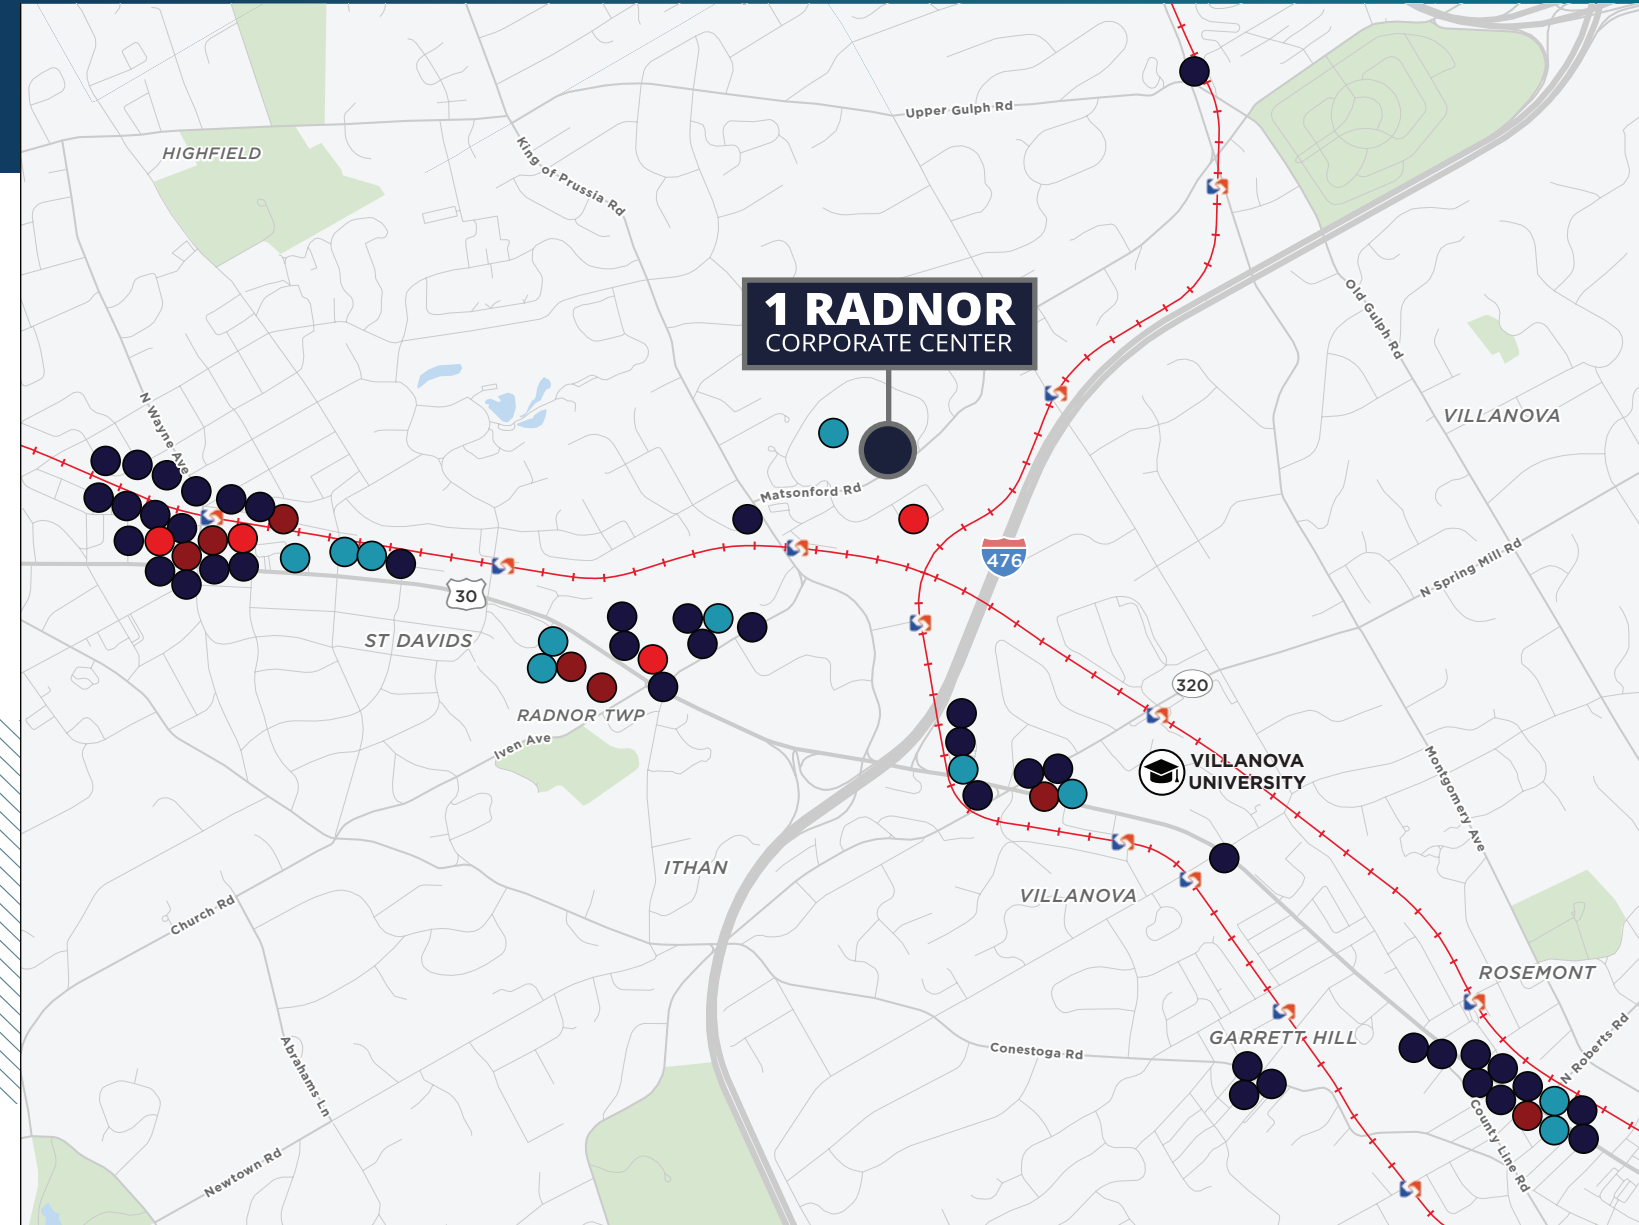 Upper Gulph Rd
HIGHFIELD
King of Prussia Rd
1 RADNOR
CORPORATE CENTER
Old Gulph Rd
N Wayne Ave
VILLANOVA
Matsonford Rd
476
N Spring Mill Rd
30
ST DAVIDS
320
RADNOR TWP
Iven Ave
VILLANOVA
UNIVERSITY
Montgomery Ave
ITHAN
VILLANOVA
Church Rd
ROSEMONT
N Roberts Rd
GARRETT HILL
Conestoga Rd
Abrahams Ln
County Line Rd
Newtown Rd